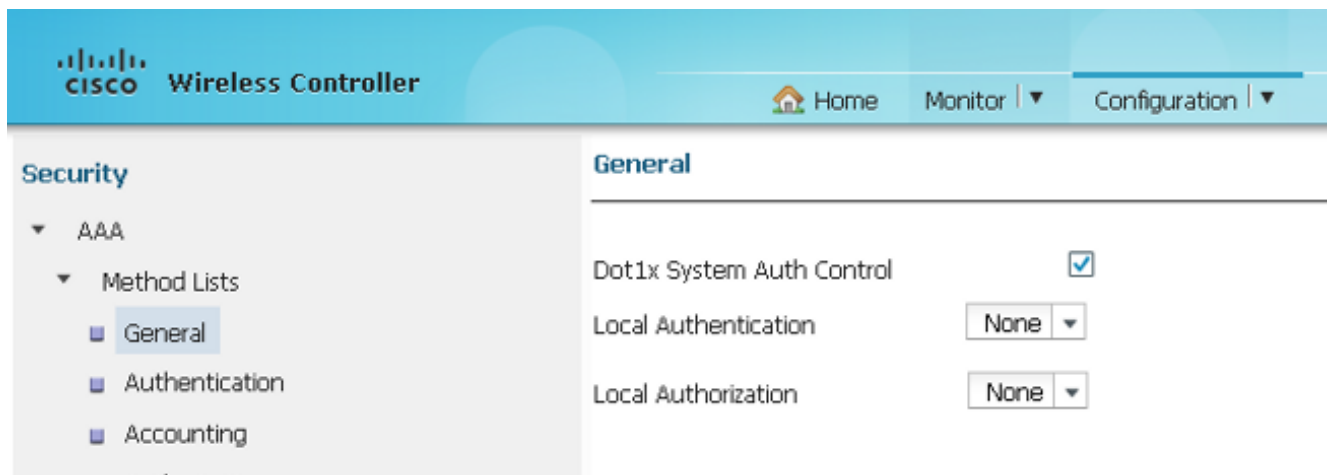 CISCO Wireless Controller
Home Monitor Configuration
Security
AAA
Method Lists
General
Authentication
Accounting
General
Dot1x System Auth Control
Local Authentication None
Local Authorization None